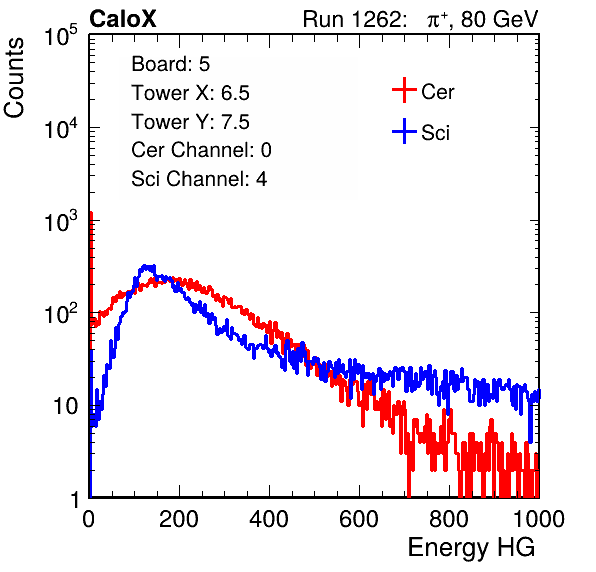 CaloX Run 1262: π⁺, 80 GeV
Counts
10⁵
10⁴
10³
10²
10
1
Board: 5
Tower X: 6.5
Tower Y: 7.5
Cer Channel: 0
Sci Channel: 4
Cer
Sci
0 200 400 600 800 1000
Energy HG